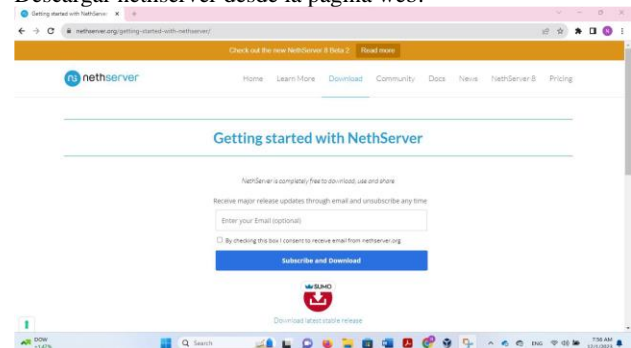 Descargar nethserver desde la pagina web.
Getting started with NethServer
nethserver.org/getting-started-with-nethserver/
Check out the new NethServer 8 Beta 2 Read more
ns nethserver Home Learn More Download Community Docs News NethServer 8 Pricing
Getting started with NethServer
NethServer is completely free to download, use and share
Receive major release updates through email and unsubscribe any time
Enter your Email (optional)
By checking this box I consent to receive email from nethserver.org
Subscribe and Download
SUMO
Download latest stable release
DOW
+1.47%
Search
ENG
7:58 AM